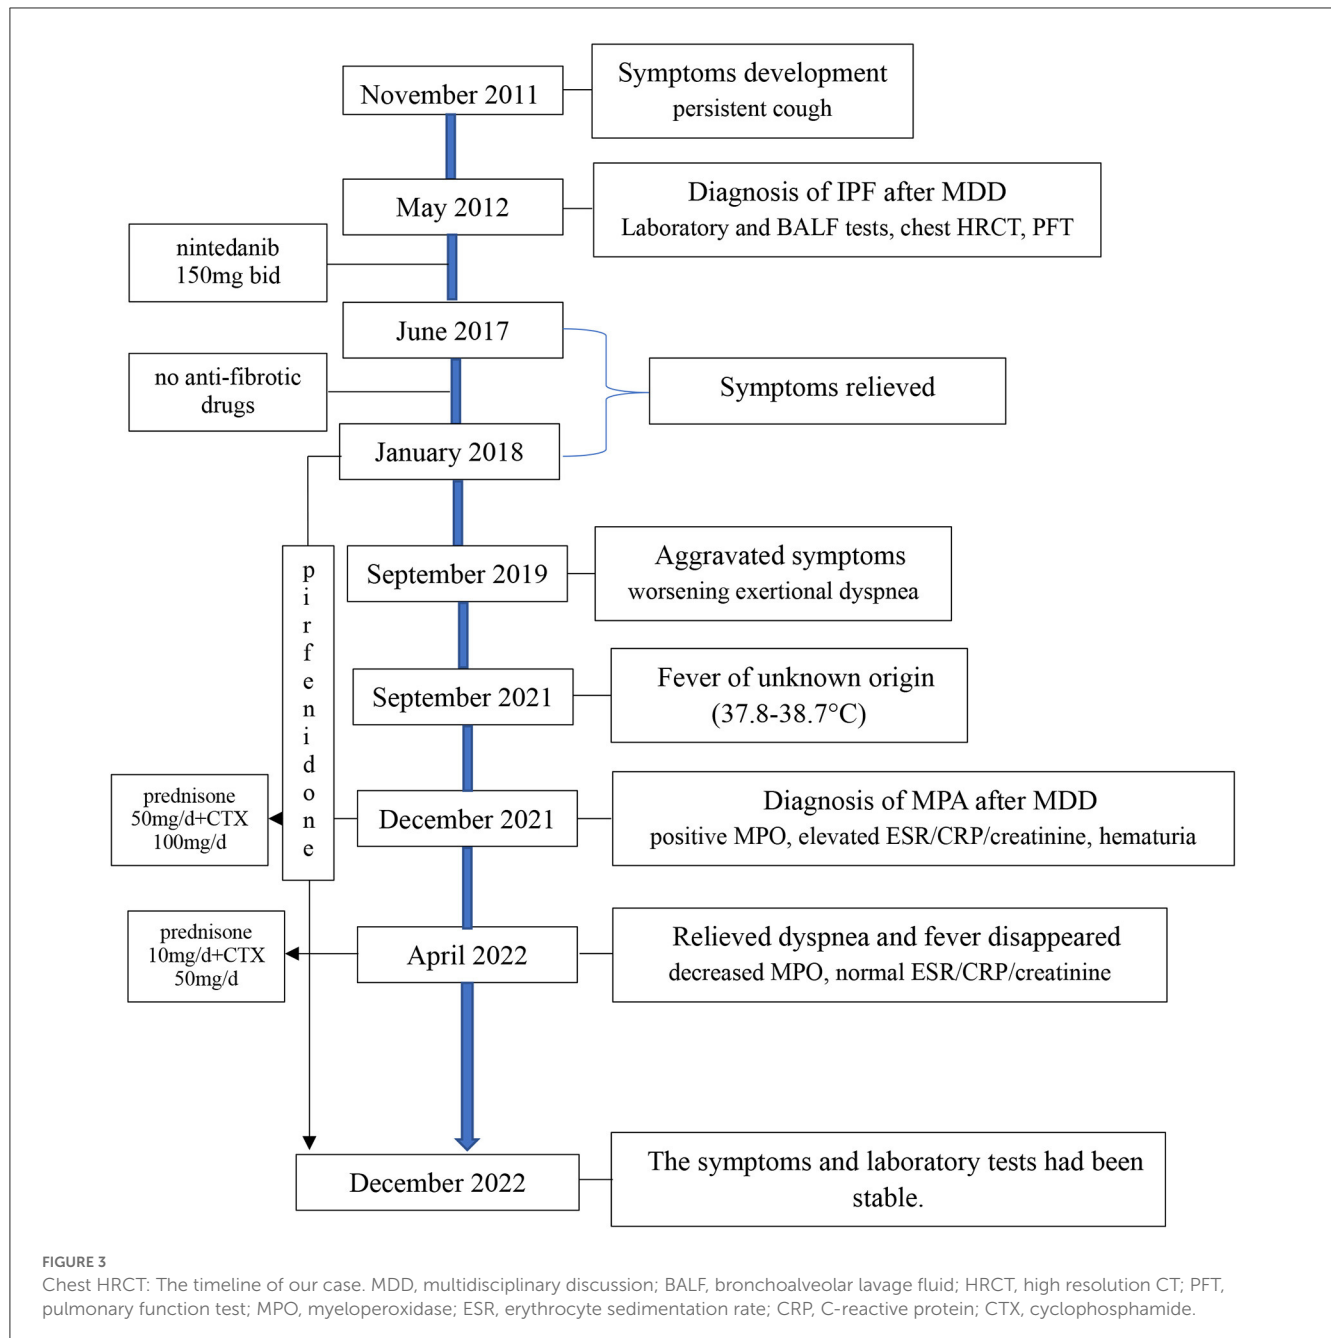 November 2011
Symptoms development
persistent cough
May 2012
Diagnosis of IPF after MDD
Laboratory and BALF tests, chest HRCT, PFT
nintedanib
150mg bid
June 2017
no anti-fibrotic
drugs
Symptoms relieved
January 2018
pirfenidone
September 2019
Aggravated symptoms
worsening exertional dyspnea
September 2021
Fever of unknown origin
(37.8-38.7°C)
prednisone
50mg/d+CTX
100mg/d
December 2021
Diagnosis of MPA after MDD
positive MPO, elevated ESR/CRP/creatinine, hematuria
prednisone
10mg/d+CTX
50mg/d
April 2022
Relieved dyspnea and fever disappeared
decreased MPO, normal ESR/CRP/creatinine
December 2022
The symptoms and laboratory tests had been
stable.
FIGURE 3
Chest HRCT: The timeline of our case. MDD, multidisciplinary discussion; BALF, bronchoalveolar lavage fluid; HRCT, high resolution CT; PFT,
pulmonary function test; MPO, myeloperoxidase; ESR, erythrocyte sedimentation rate; CRP, C-reactive protein; CTX, cyclophosphamide.